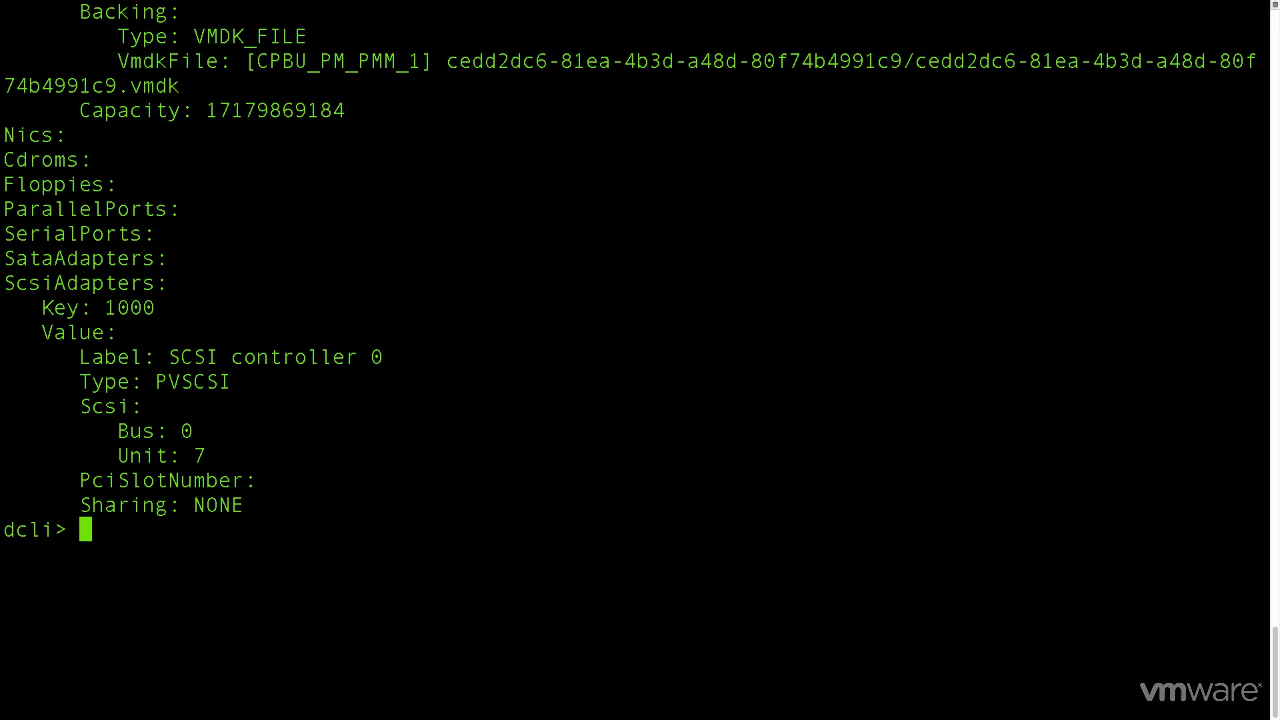 Backing:
Type: VMDK_FILE
VmdkFile: [CPBU_PM_PMM_1] cedd2dc6-81ea-4b3d-a48d-80f74b4991c9/cedd2dc6-81ea-4b3d-a48d-80f
74b4991c9.vmdk
Capacity: 17179869184
Nics:
Cdroms:
Floppies:
ParallelPorts:
SerialPorts:
SataAdapters:
ScsiAdapters:
Key: 1000
Value:
Label: SCSI controller 0
Type: PVSCSI
Scsi:
Bus: 0
Unit: 7
PciSlotNumber:
Sharing: NONE
dcli>
vmware®